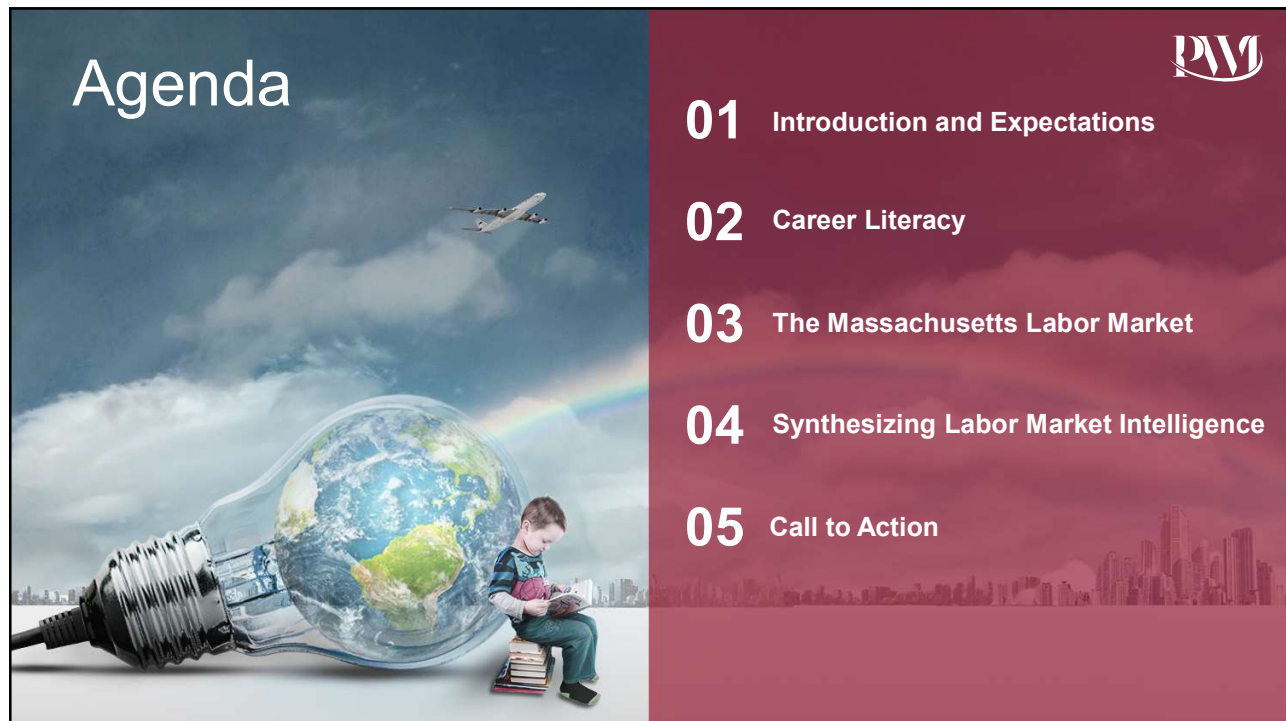 Agenda
PWI
01 Introduction and Expectations
02 Career Literacy
03 The Massachusetts Labor Market
04 Synthesizing Labor Market Intelligence
05 Call to Action